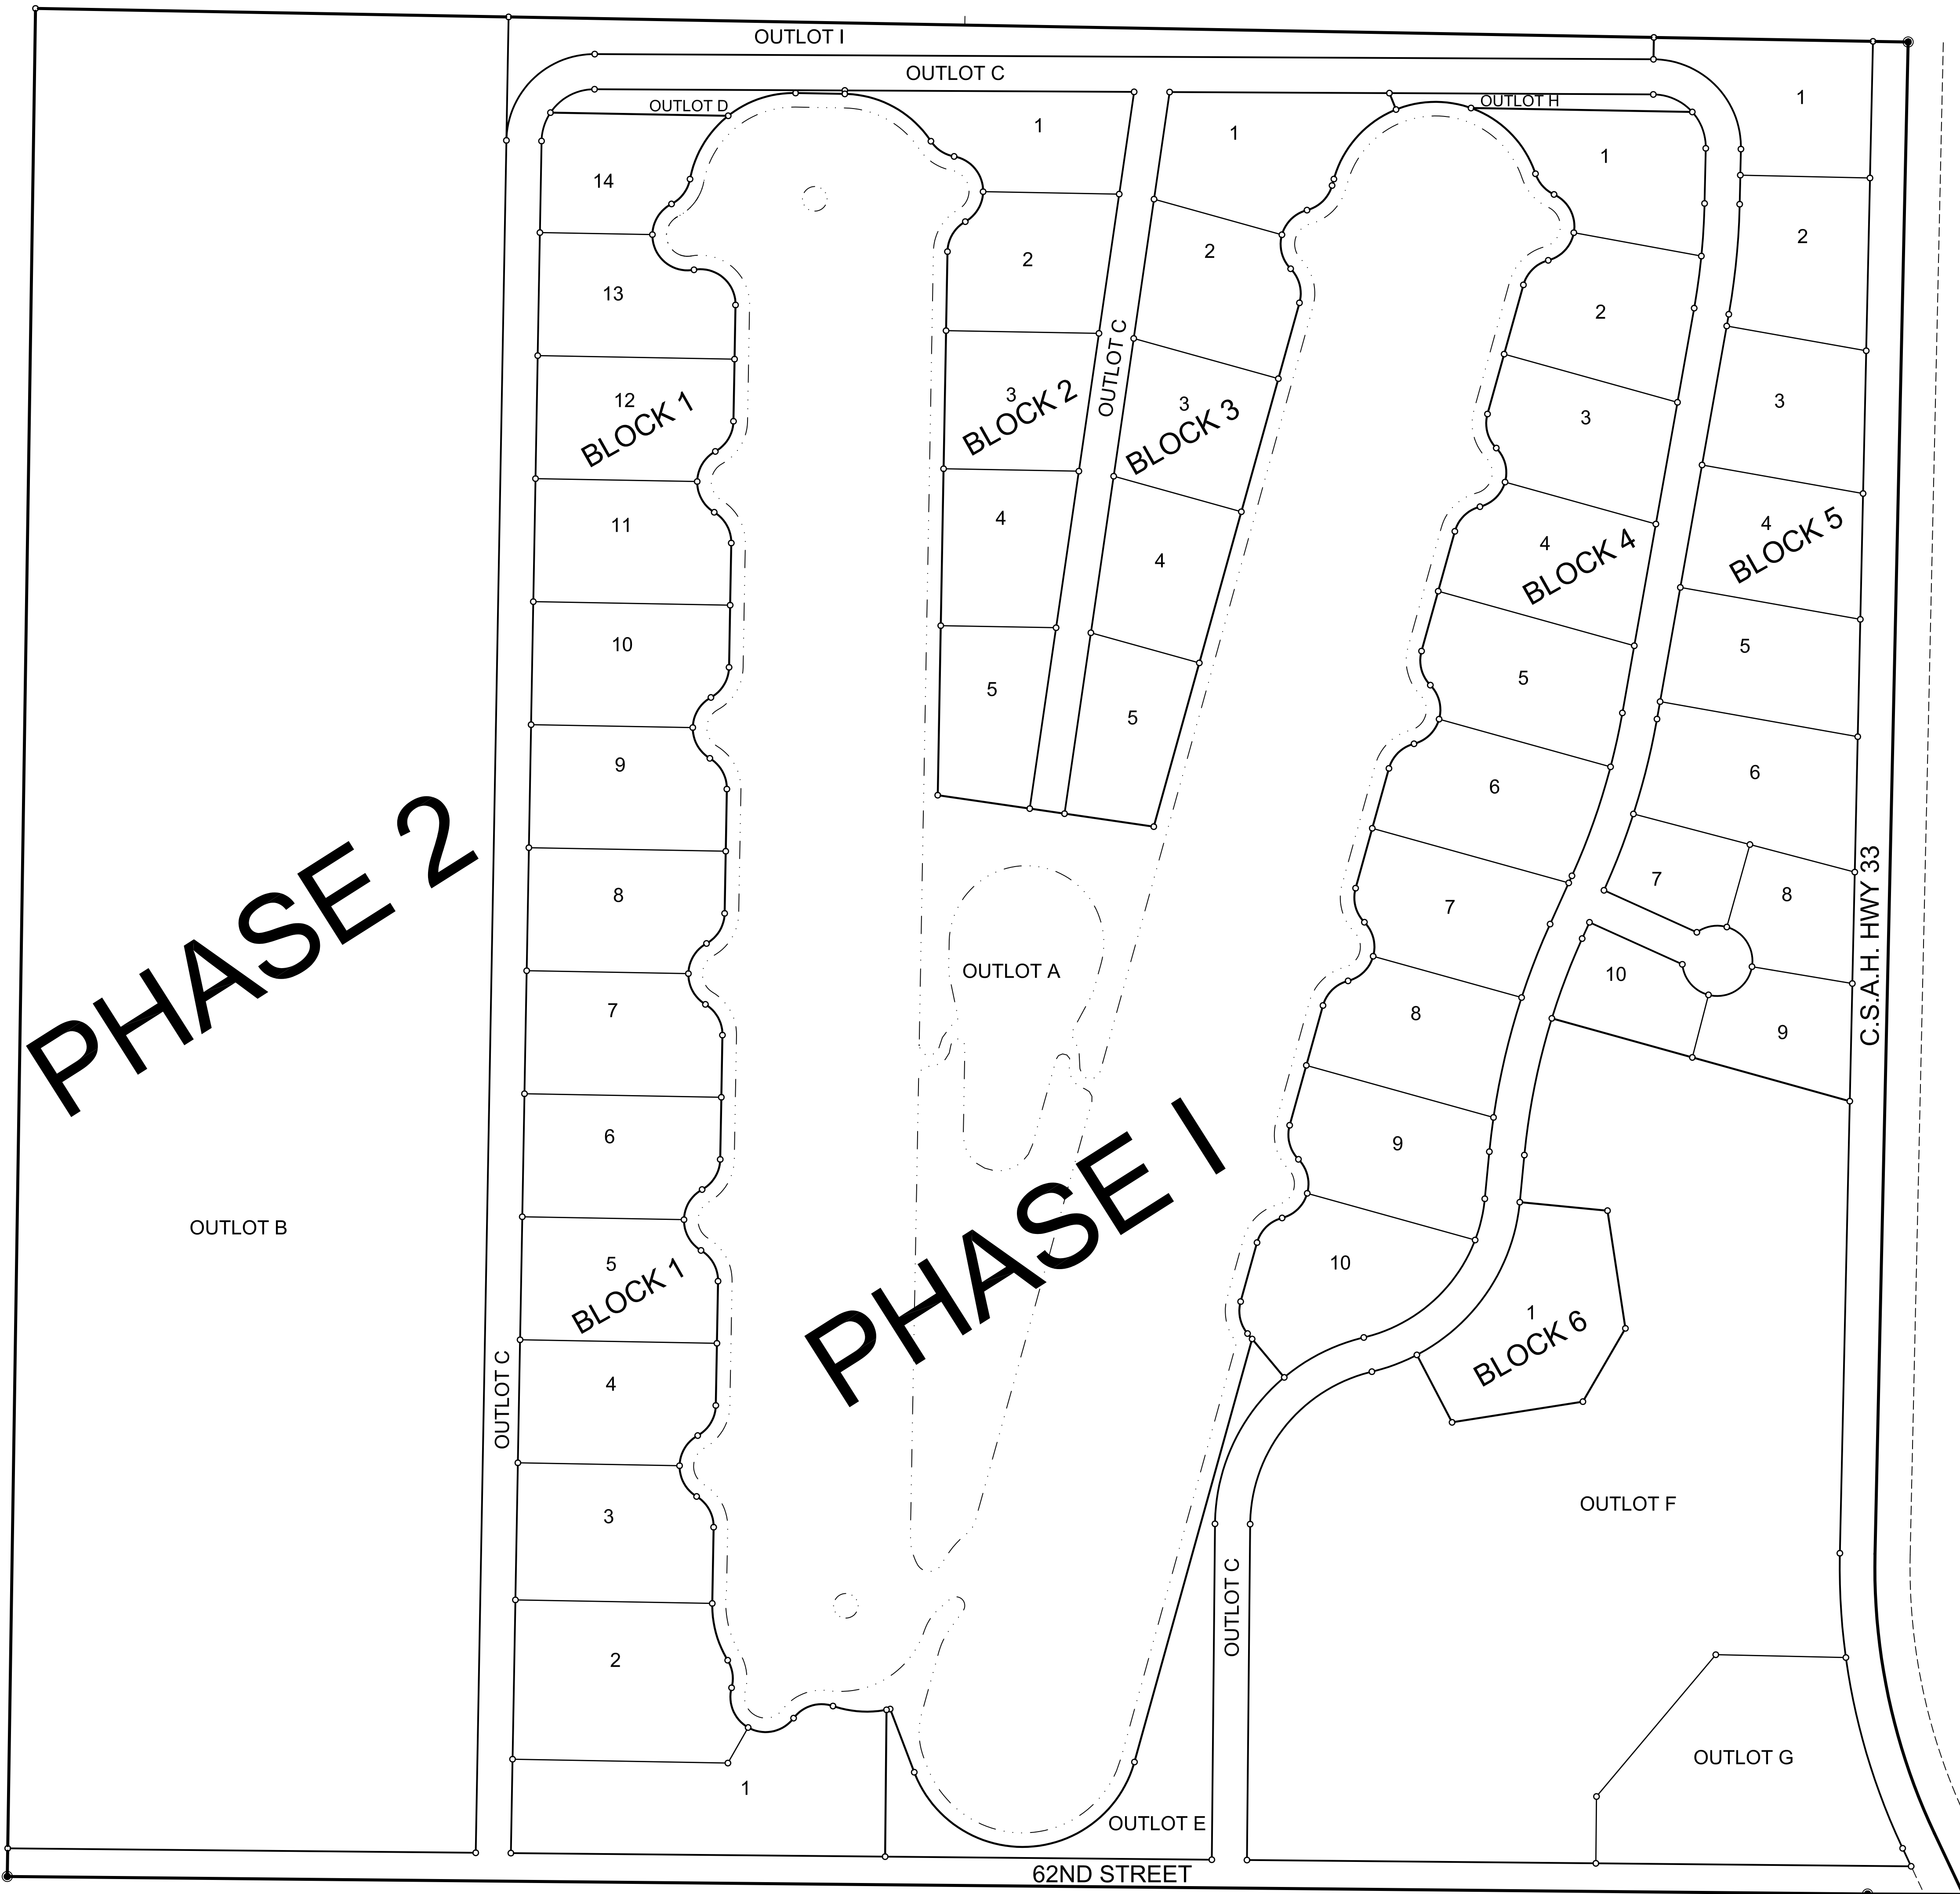 OUTLOT I
OUTLOT C
OUTLOT D
OUTLOT H
1
1
1
1
14
2
2
2
13
2
3
3
3
12
3
BLOCK 1
BLOCK 2
OUTLOT C
BLOCK 3
4
11
4
4
4
BLOCK 4
BLOCK 5
10
5
5
5
5
9
6
6
8
7
7
8
C.S.A.H. HWY 33
PHASE 2
OUTLOT A
10
7
8
9
6
9
PHASE I
OUTLOT B
5
10
BLOCK 1
1
BLOCK 6
4
OUTLOT C
3
OUTLOT F
OUTLOT C
2
OUTLOT G
1
OUTLOT E
62ND STREET